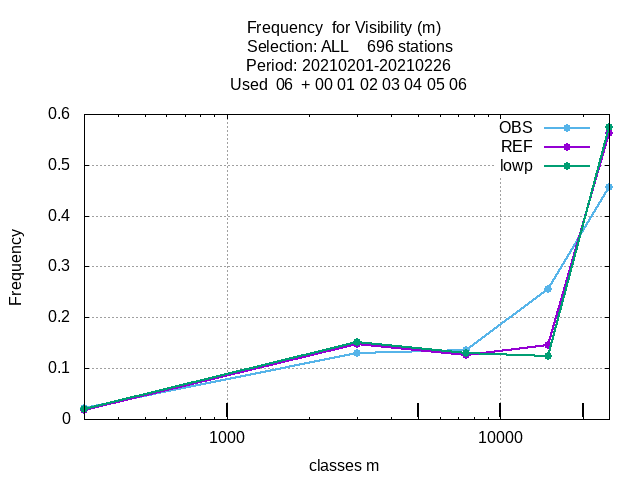 Frequency  for Visibility (m)
Selection: ALL    696 stations
Period: 20210201-20210226
Used  06  + 00 01 02 03 04 05 06
OBS
REF
lowp
0.6
0.5
0.4
0.3
0.2
0.1
0
Frequency
1000
10000
classes m